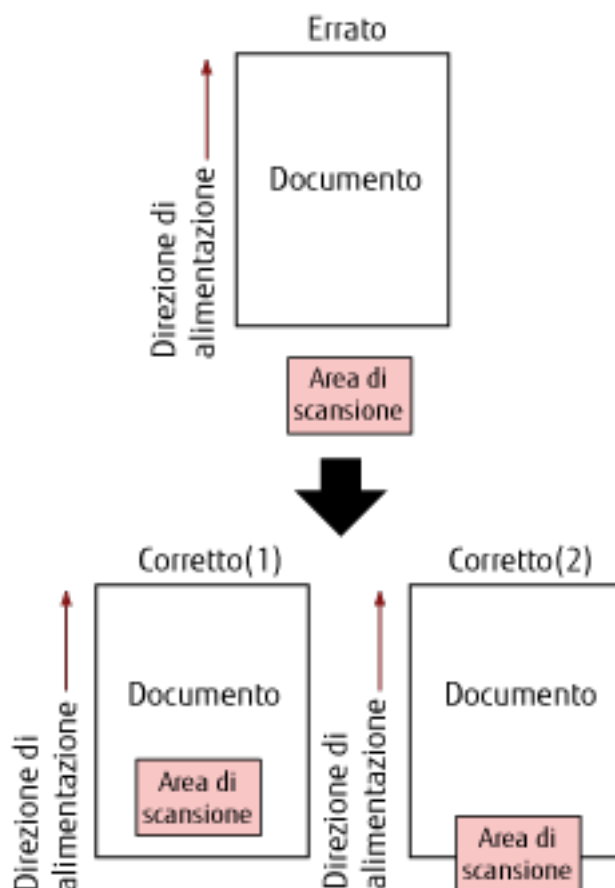 Errato
Direzione di
alimentazione
Documento
Area di
scansione
Corretto(1)
Direzione di
alimentazione
Documento
Area di
scansione
Corretto(2)
Direzione di
alimentazione
Documento
Area di
scansione